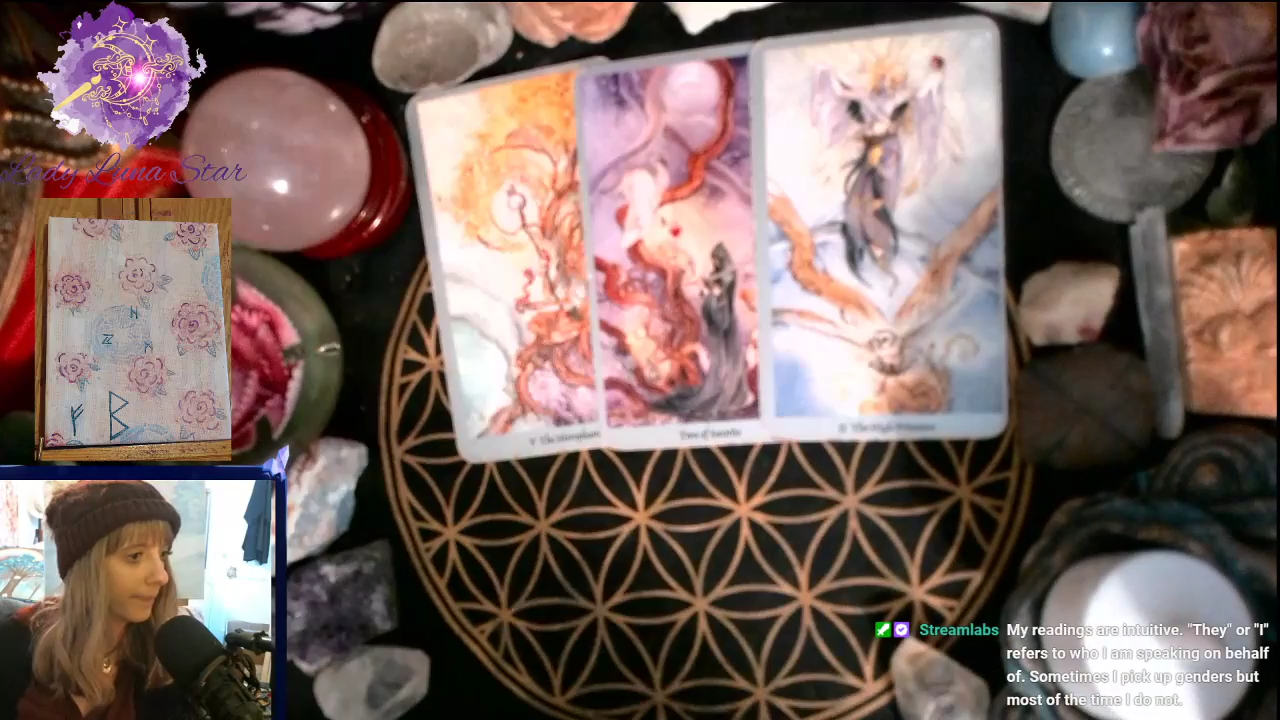 Lady Luna Star
V The Hierophant
Two of Swords
II The High Priestess
Streamlabs My readings are intuitive. "They" or "I"
refers to who I am speaking on behalf
of. Sometimes I pick up genders but
most of the time I do not.